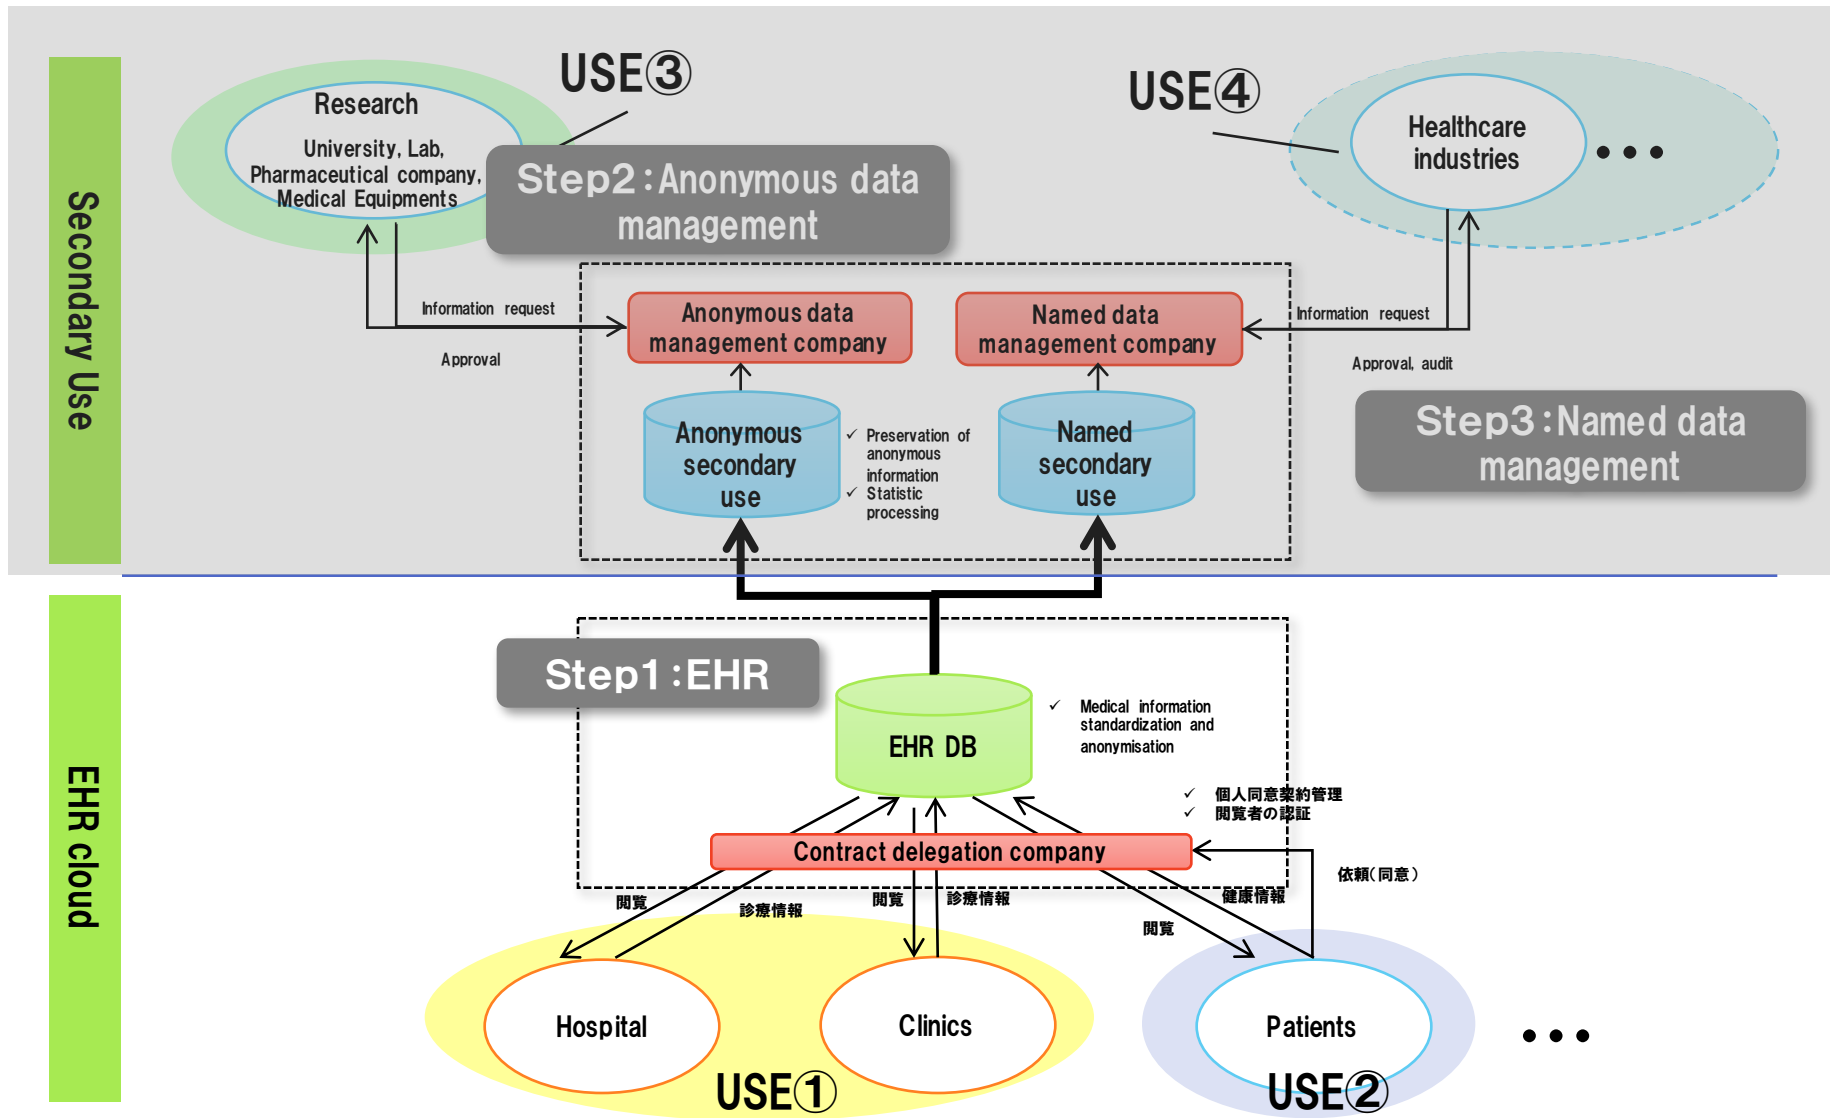 Secondary Use
USE③
USE④
Research
University, Lab,
Pharmaceutical company,
Medical Equipments
Step2：Anonymous data
management
Healthcare
industries
•••
Information request
Approval
Anonymous data
management company
Named data
management company
Information request
Approval, audit
Anonymous
secondary
use
✓ Preservation of
anonymous
information
✓ Statistic
processing
Named
secondary
use
Step3：Named data
management
EHR cloud
Step1：EHR
EHR DB
✓ Medical information
standardization and
anonymisation
✓ 個人同意契約管理
✓ 閲覧者の認証
Contract delegation company
依頼（同意）
閲覧
診療情報
閲覧
診療情報
閲覧
健康情報
Hospital
Clinics
Patients
•••
USE①
USE②